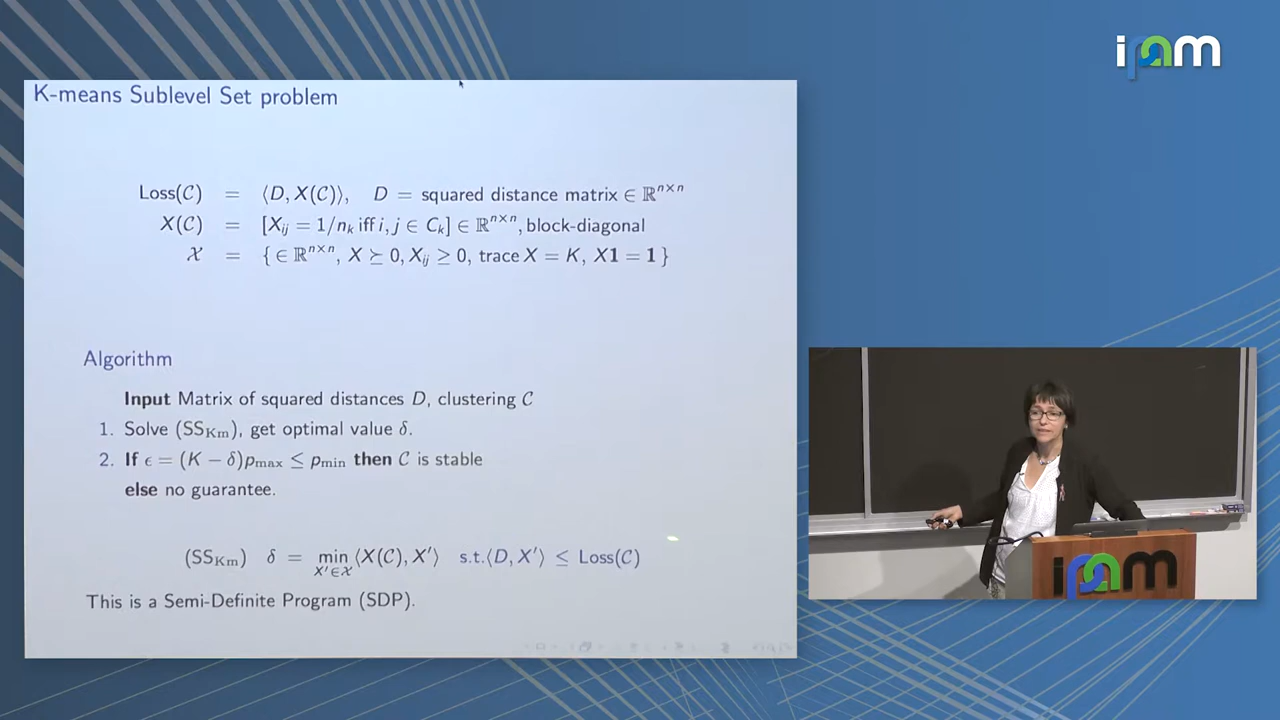 ipam
K-means Sublevel Set problem
Loss(𝒞) = ⟨D, X(𝒞)⟩, D = squared distance matrix ∈ ℝⁿˣⁿ
X(𝒞) = [X_ij = 1/n_k iff i, j ∈ C_k] ∈ ℝⁿˣⁿ, block-diagonal
𝒳 = { ∈ ℝⁿˣⁿ, X ⪰ 0, X_ij ≥ 0, trace X = K, X𝟏 = 𝟏 }
Algorithm
Input Matrix of squared distances D, clustering 𝒞
1. Solve (SS_Km), get optimal value δ.
2. If ϵ = (K − δ)p_max ≤ p_min then 𝒞 is stable
else no guarantee.
(SS_Km) δ = min_{X′∈𝒳} ⟨X(𝒞), X′⟩ s.t.⟨D, X′⟩ ≤ Loss(𝒞)
This is a Semi-Definite Program (SDP).
ipam